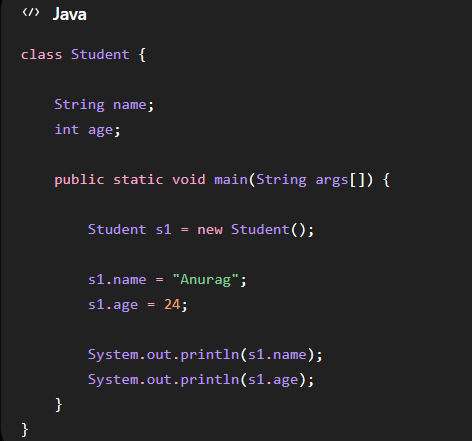 </> Java
class Student {
String name;
int age;
public static void main(String args[]) {
Student s1 = new Student();
s1.name = "Anurag";
s1.age = 24;
System.out.println(s1.name);
System.out.println(s1.age);
}
}